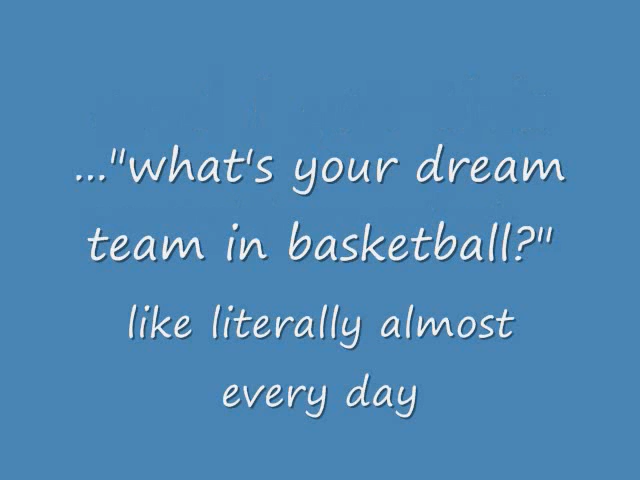 ..."what's your dream
team in basketball?"
like literally almost
every day